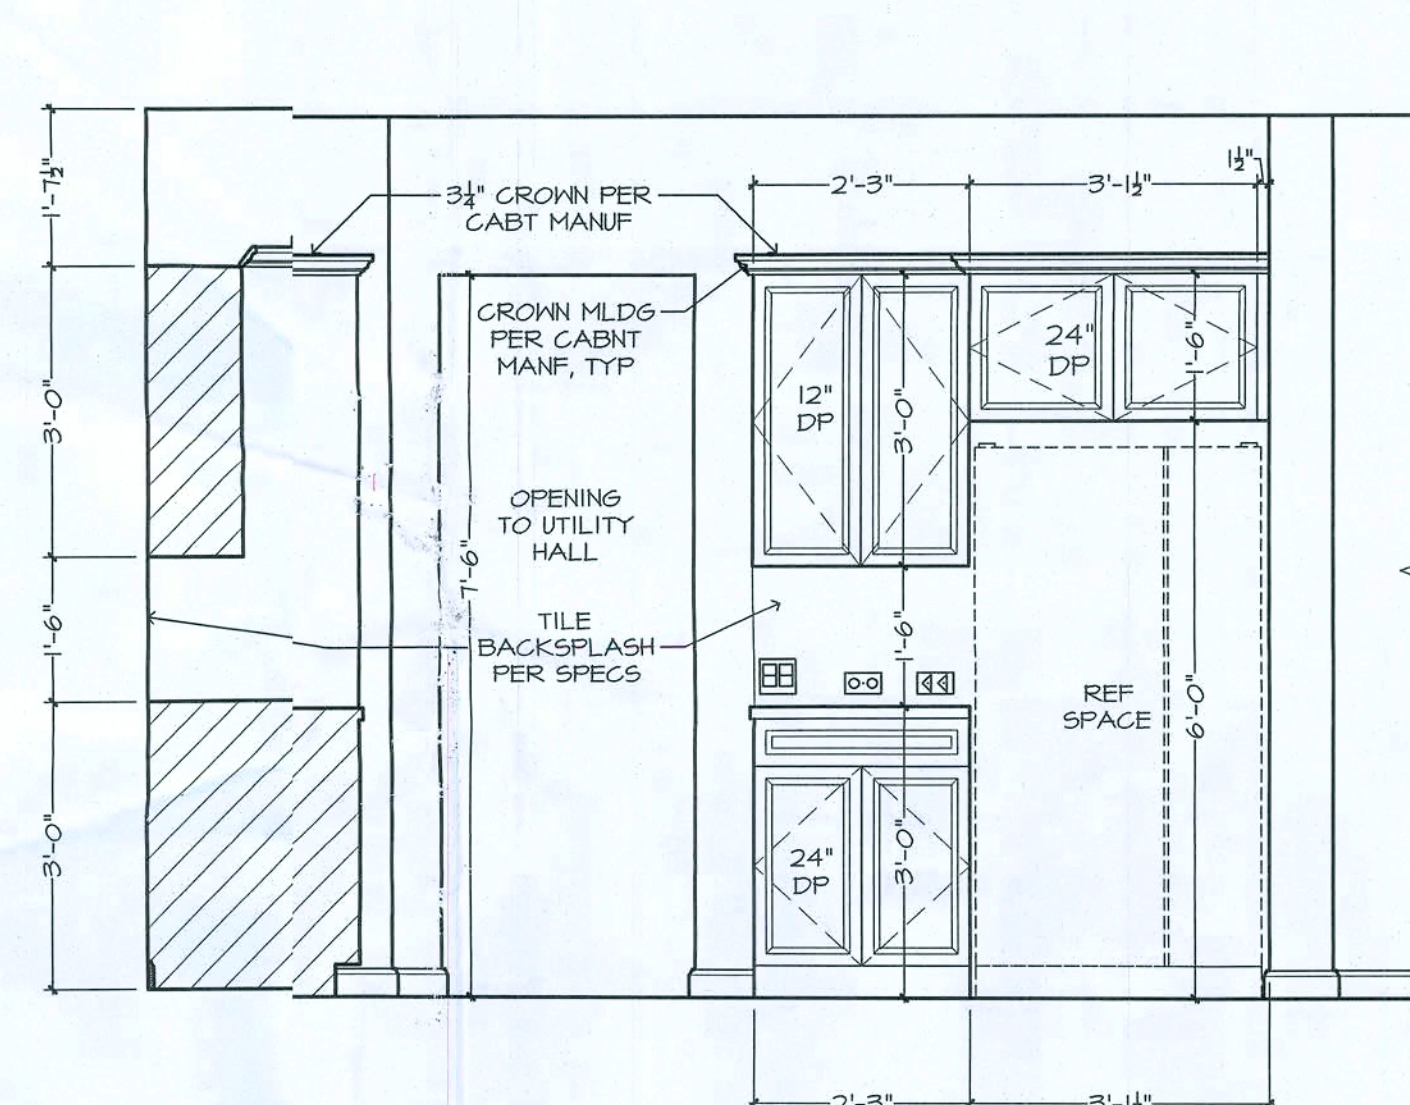 1½"
2'-3"
3'-1½"
3¼" CROWN PER
CABT MANUF
1'-7½"
CROWN MLDG
PER CABNT
MANF, TYP
24"
DP
1'-6"
12"
DP
3'-0"
3'-0"
OPENING
TO UTILITY
HALL
7'-6"
TILE
BACKSPLASH
PER SPECS
1'-6"
1'-6"
REF
SPACE
6'-0"
3'-0"
24"
DP
3'-0"
2'-3"
3'-1½"